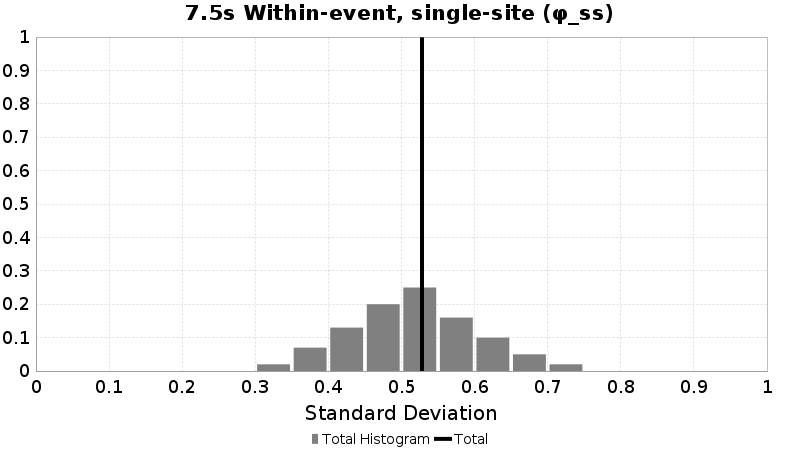 7.5s Within-event, single-site (φ_ss)
1
0.9
0.8
0.7
0.6
0.5
0.4
0.3
0.2
0.1
0
0 0.1 0.2 0.3 0.4 0.5 0.6 0.7 0.8 0.9 1
Standard Deviation
Total Histogram Total